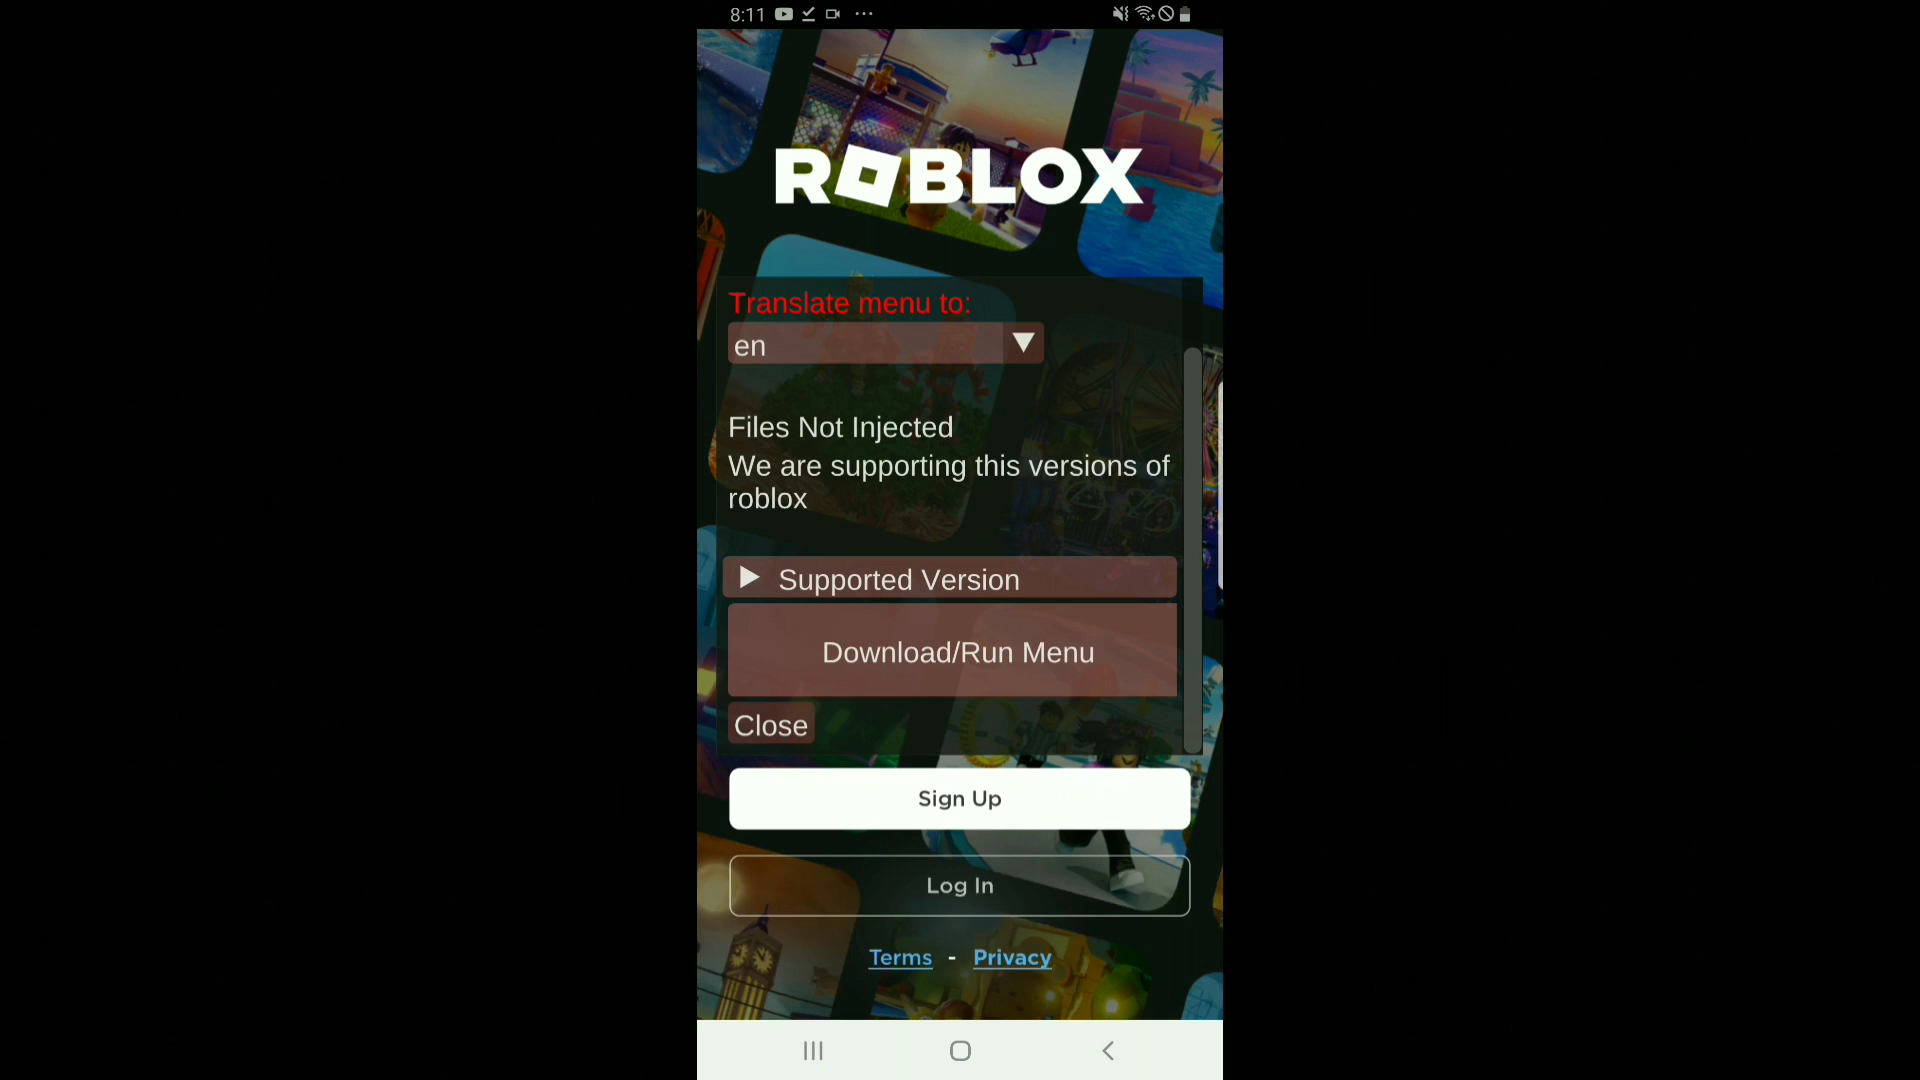 8:11
ROBLOX
Translate menu to:
en
Files Not Injected
We are supporting this versions of
roblox
Supported Version
Download/Run Menu
Close
Sign Up
Log In
Terms - Privacy